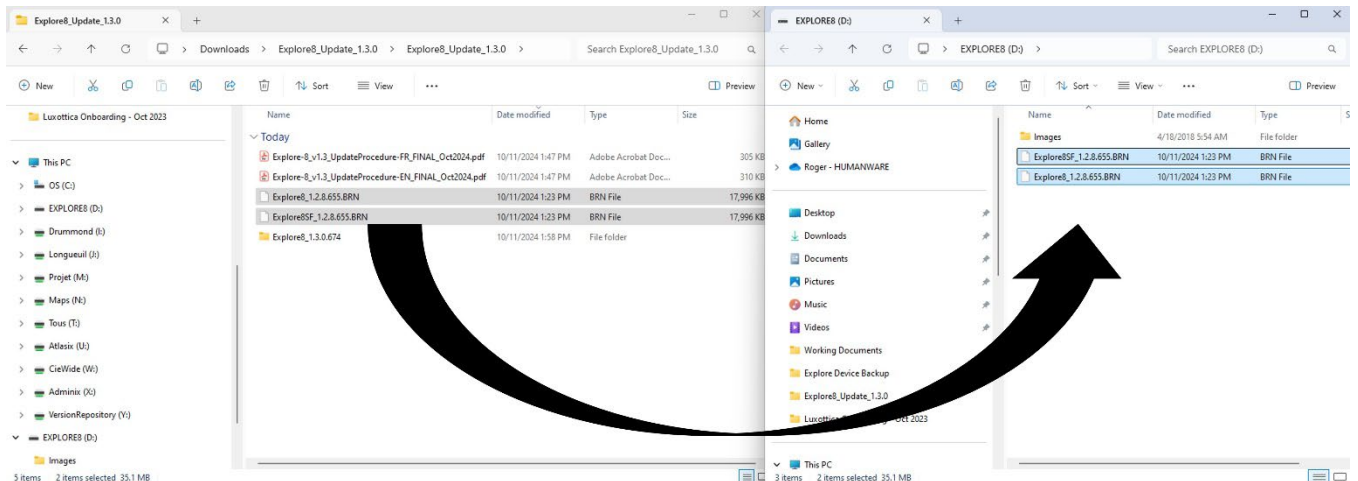 Explore8_Update_1.3.0
Downloads > Explore8_Update_1.3.0 > Explore8_Update_1.3.0 >
Search Explore8_Update_1.3.0
New
Sort
View
Preview
Luxottica Onboarding - Oct 2023
This PC
OS (C:)
EXPLORE8 (D:)
Drummond (I:)
Longueuil (J:)
Projet (M:)
Maps (N:)
Tous (T:)
Atlasix (U:)
CieWide (W:)
Adminix (X:)
VersionRepository (Y:)
EXPLORE8 (D:)
Images
Name Date modified Type Size
Today
Explore-8_v1.3_UpdateProcedure-FR_FINAL_Oct2024.pdf 10/11/2024 1:47 PM Adobe Acrobat Doc... 305 KB
Explore-8_v1.3_UpdateProcedure-EN_FINAL_Oct2024.pdf 10/11/2024 1:47 PM Adobe Acrobat Doc... 310 KB
Explore8_1.2.8.655.BRN 10/11/2024 1:23 PM BRN File 17,996 KB
Explore8SF_1.2.8.655.BRN 10/11/2024 1:23 PM BRN File 17,996 KB
Explore8_1.3.0.674 10/11/2024 1:58 PM File folder
5 items 2 items selected 35.1 MB
EXPLORE8 (D:)
EXPLORE8 (D:) >
Search EXPLORE8 (D:)
New
Sort
View
Preview
Home
Gallery
Roger - HUMANWARE
Desktop
Downloads
Documents
Pictures
Music
Videos
Working Documents
Explore Device Backup
Explore8_Update_1.3.0
Oct 2023
This PC
Name Date modified Type S
Images 4/18/2018 5:54 AM File folder
Explore8SF_1.2.8.655.BRN 10/11/2024 1:23 PM BRN File
Explore8_1.2.8.655.BRN 10/11/2024 1:23 PM BRN File
3 items 2 items selected 35.1 MB